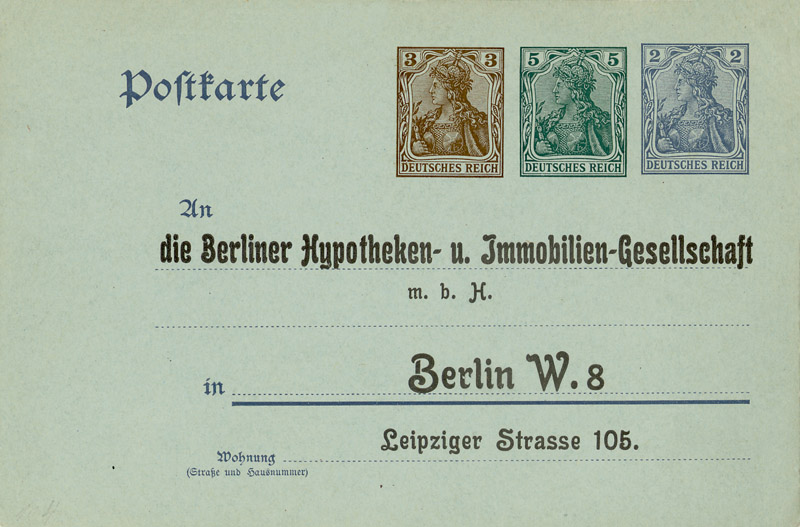 Postkarte
3 3
DEUTSCHES REICH
5 5
DEUTSCHES REICH
2 2
DEUTSCHES REICH
An
die Berliner Hypotheken- u. Immobilien-Gesellschaft
m. b. H.
in Berlin W. 8
Leipziger Strasse 105.
Wohnung
(Straße und Hausnummer)